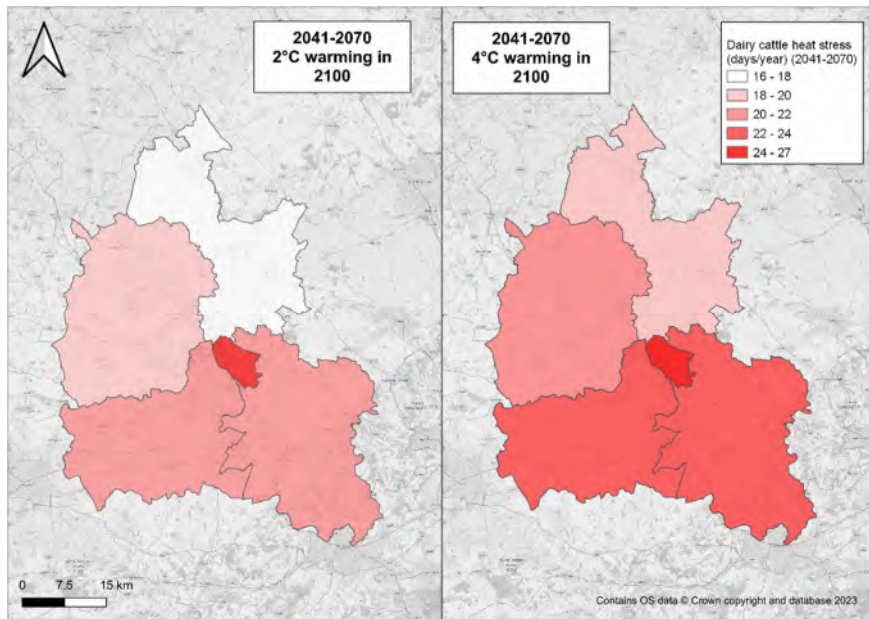 2041-2070
2°C warming in
2100
2041-2070
4°C warming in
2100
Dairy cattle heat stress
(days/year) (2041-2070)
16 - 18
18 - 20
20 - 22
22 - 24
24 - 27
0 7.5 15 km
Contains OS data © Crown copyright and database 2023